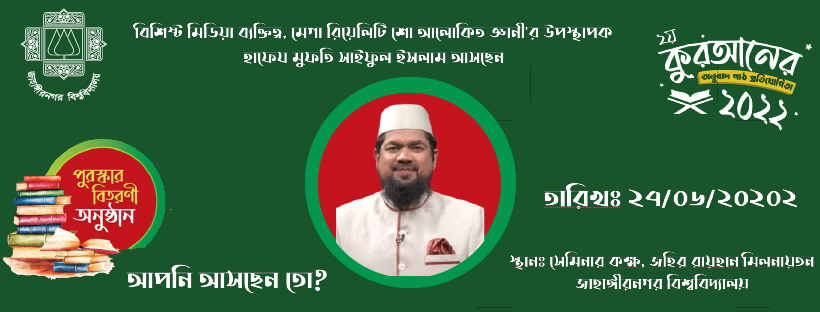 বিশিস্ট মিডিয়া ব্যক্তিত্ব, মেগা রিয়েলিটি শো আলোকিত জ্ঞানী'র উপস্থাপক
হাফেয মুফতি সাইফুল ইসলাম আসছেন
জাহাঙ্গীরনগর বিশ্ববিদ্যালয়
২য়
কুরআনের
অনুবাদ পাঠ প্রতিযোগিতা
২০২২
পুরস্কার
বিতরণী
অনুষ্ঠান
তারিখঃ ২৭/০৬/২০২০২
স্থানঃ সেমিনার কক্ষ, জহির রায়হান মিলনায়তন
জাহাঙ্গীরনগর বিশ্ববিদ্যালয়
আপনি আসছেন তো?